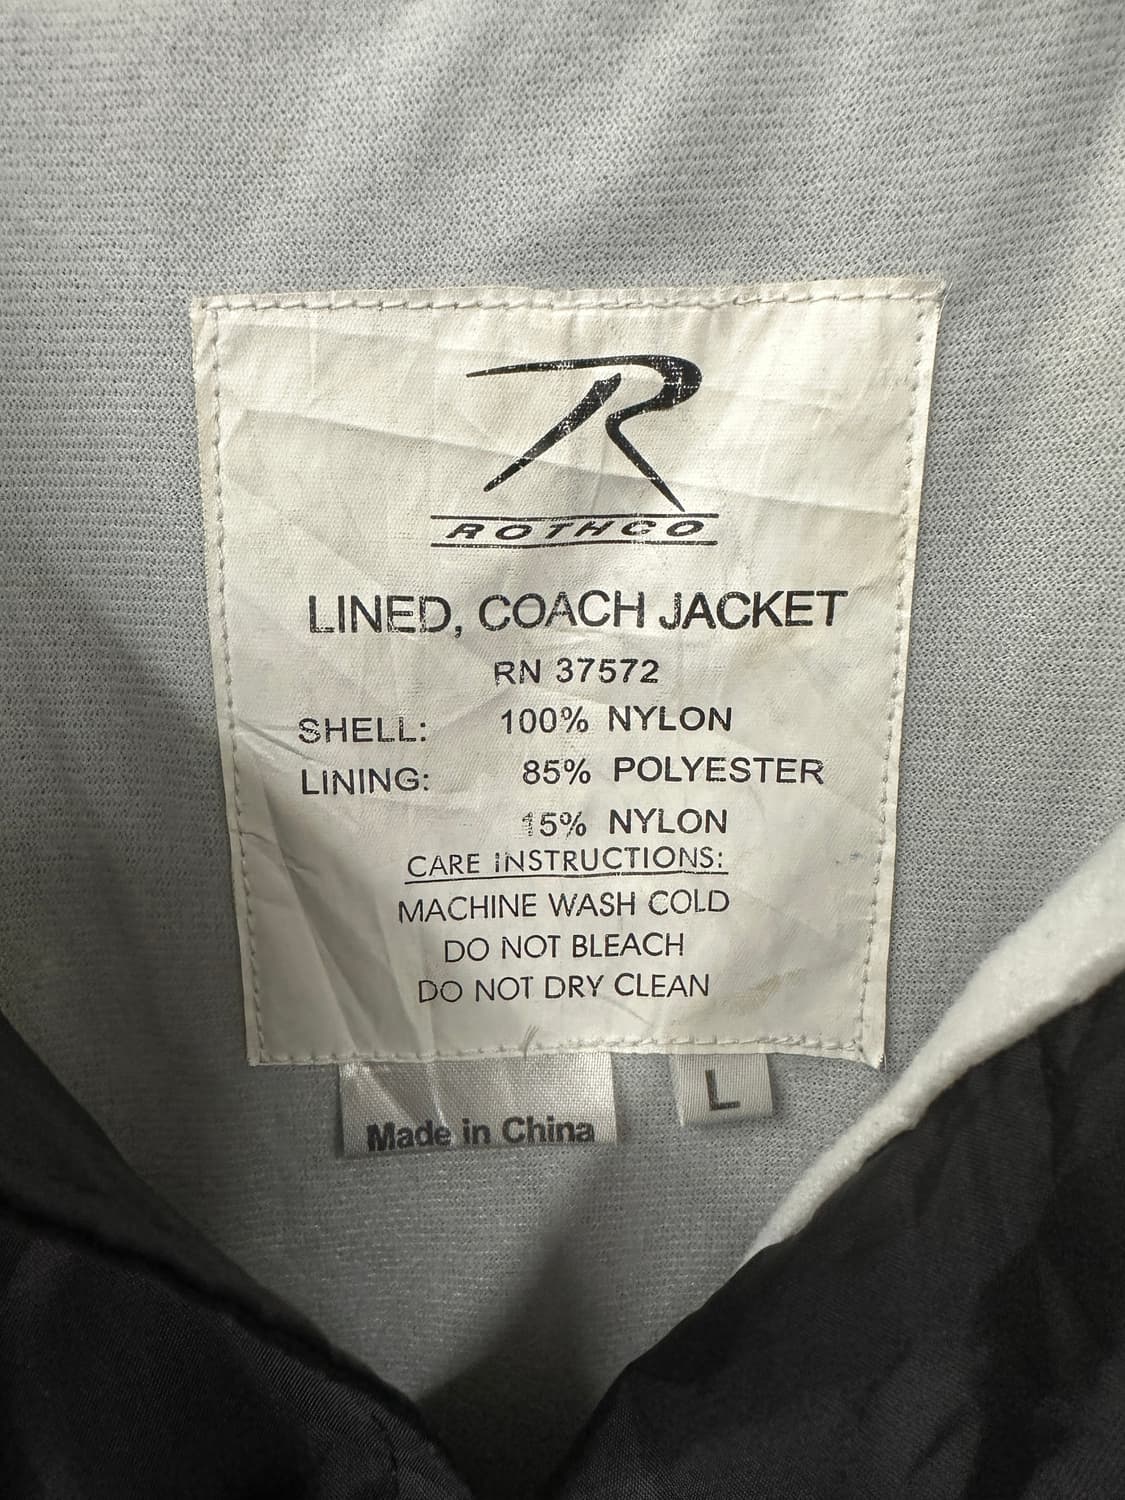 R
ROTHCO
LINED, COACH JACKET
RN 37572
SHELL: 100% NYLON
LINING: 85% POLYESTER
15% NYLON
CARE INSTRUCTIONS:
MACHINE WASH COLD
DO NOT BLEACH
DO NOT DRY CLEAN
Made in China
L